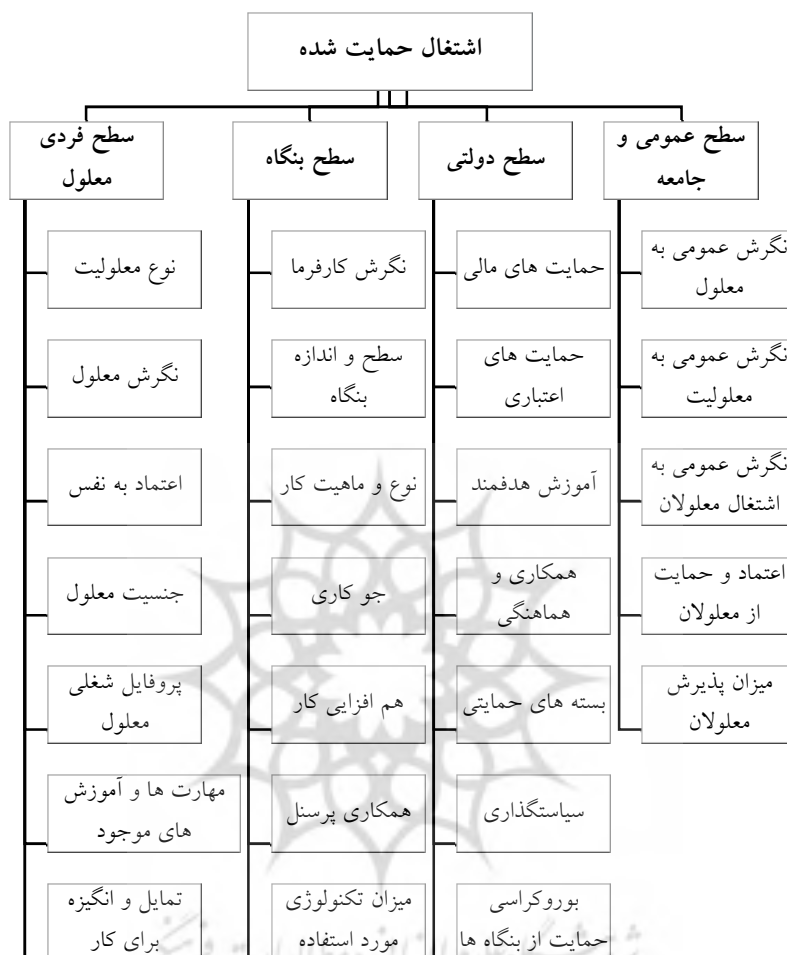 اشتغال حمایت شده
سطح عمومی و
جامعه
سطح دولتی
سطح بنگاه
سطح فردی
معلول
نگرش عمومی به
معلول
نگرش عمومی به
معلولیت
نگرش عمومی به
اشتغال معلولان
اعتماد و حمایت
از معلولان
میزان پذیرش
معلولان
حمایت های مالی
حمایت های
اعتباری
آموزش هدفمند
همکاری و
هماهنگی
بسته های حمایتی
سیاستگذاری
بوروکراسی
حمایت از بنگاه ها
نگرش کارفرما
سطح و اندازه
بنگاه
نوع و ماهیت کار
جو کاری
هم افزایی کار
همکاری پرسنل
میزان تکنولوژی
مورد استفاده
نوع معلولیت
نگرش معلول
اعتماد به نفس
جنسیت معلول
پروفایل شغلی
معلول
مهارت ها و آموزش
های موجود
تمایل و انگیزه
برای کار